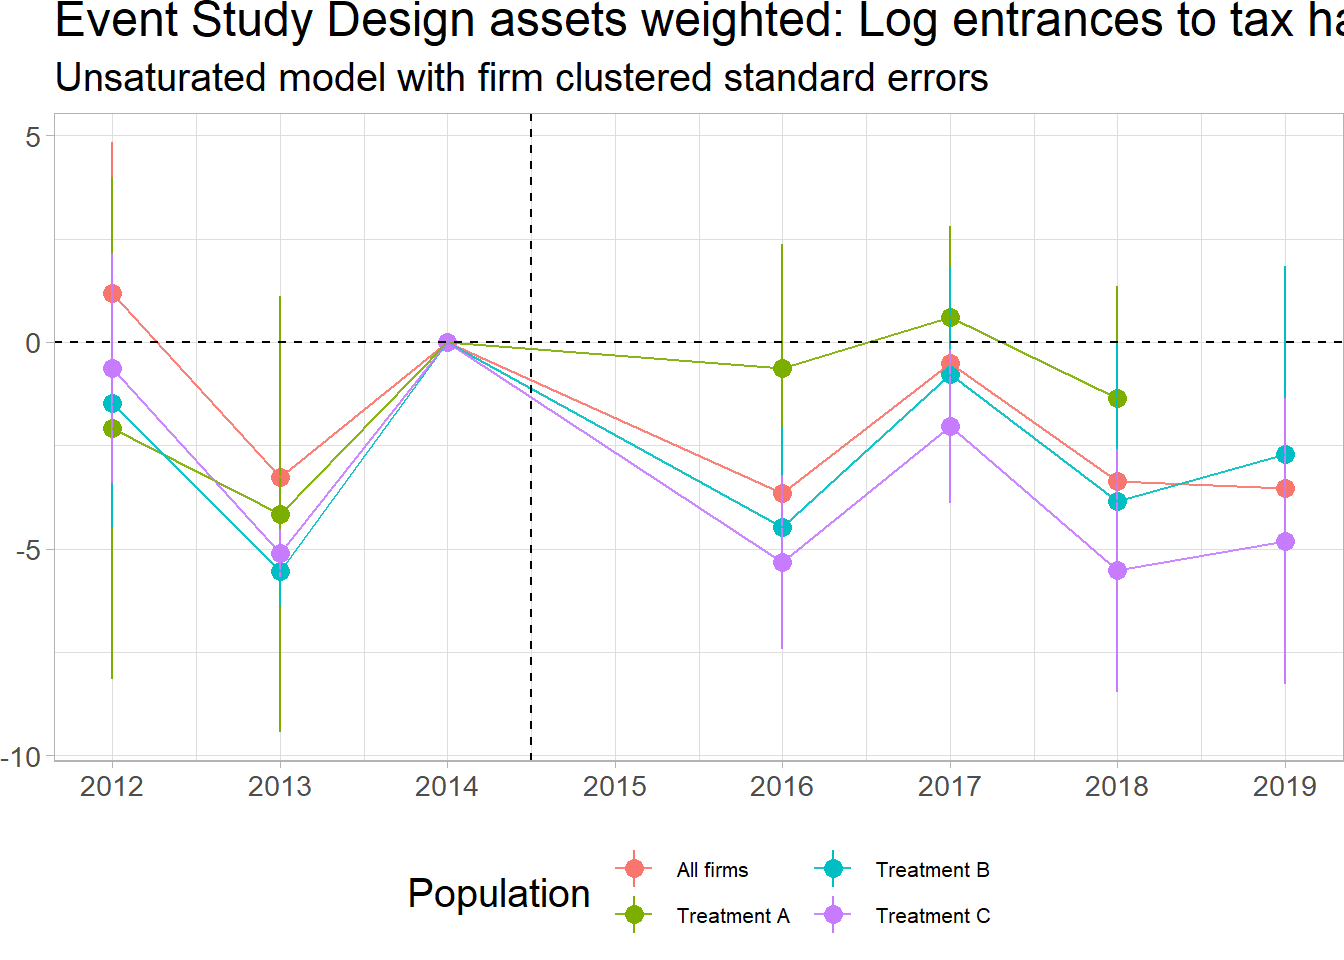 Event Study Design assets weighted: Log entrances to tax ha
Unsaturated model with firm clustered standard errors
5
0
-5
-10
2012 2013 2014 2015 2016 2017 2018 2019
Population
All firms
Treatment A
Treatment B
Treatment C